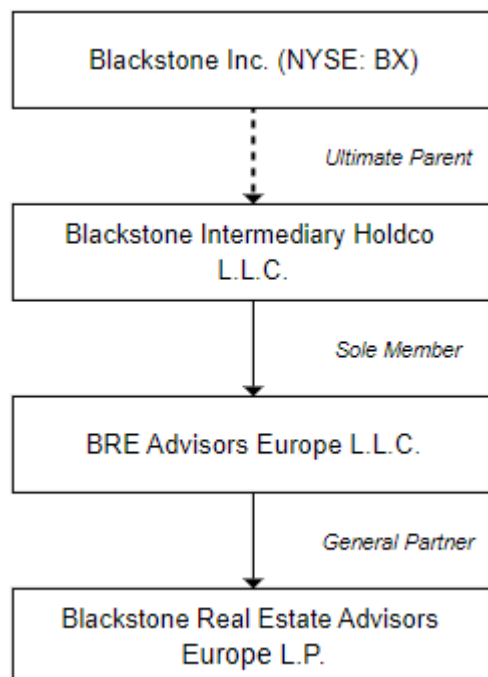 Blackstone Inc. (NYSE: BX)
Ultimate Parent
Blackstone Intermediary Holdco
L.L.C.
Sole Member
BRE Advisors Europe L.L.C.
General Partner
Blackstone Real Estate Advisors
Europe L.P.